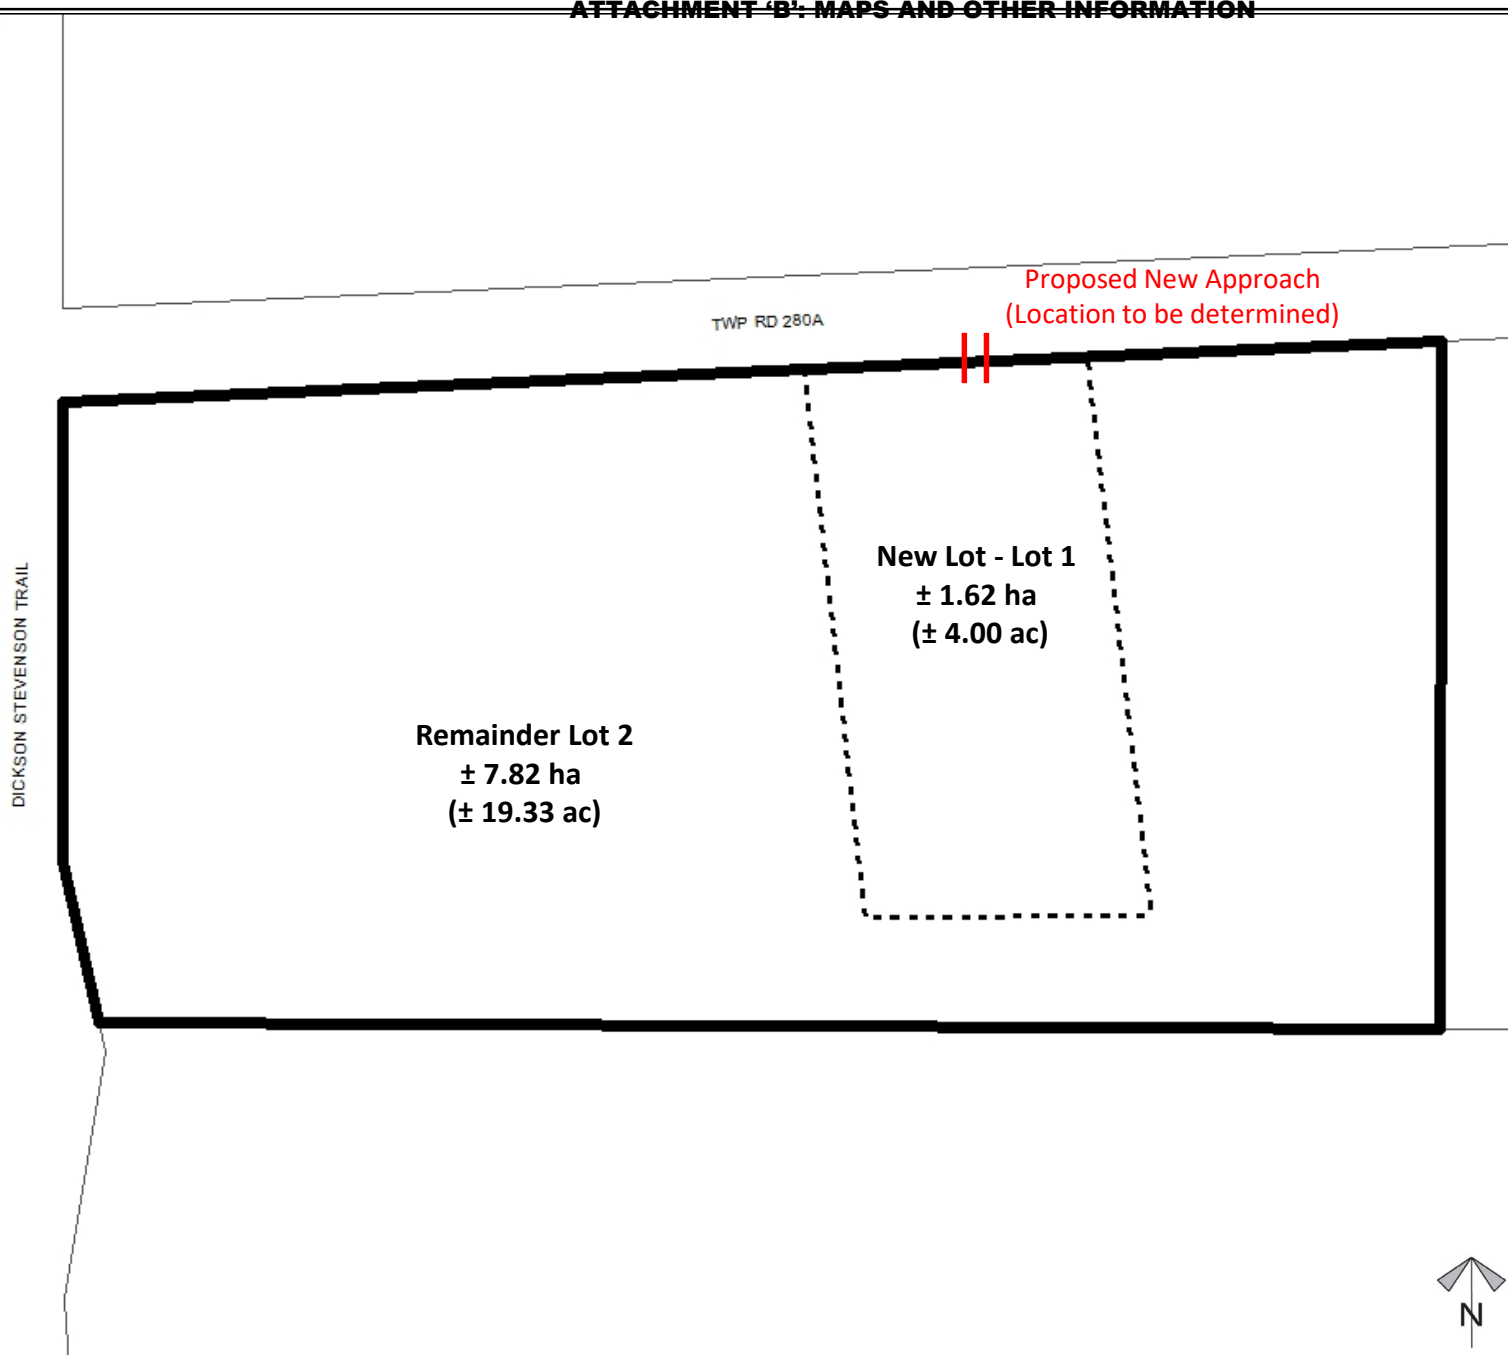 ATTACHMENT ‘B’: MAPS AND OTHER INFORMATION
Proposed New Approach
(Location to be determined)
TWP RD 280A
New Lot - Lot 1
± 1.62 ha
(± 4.00 ac)
DICKSON STEVENSON TRAIL
Remainder Lot 2
± 7.82 ha
(± 19.33 ac)
N